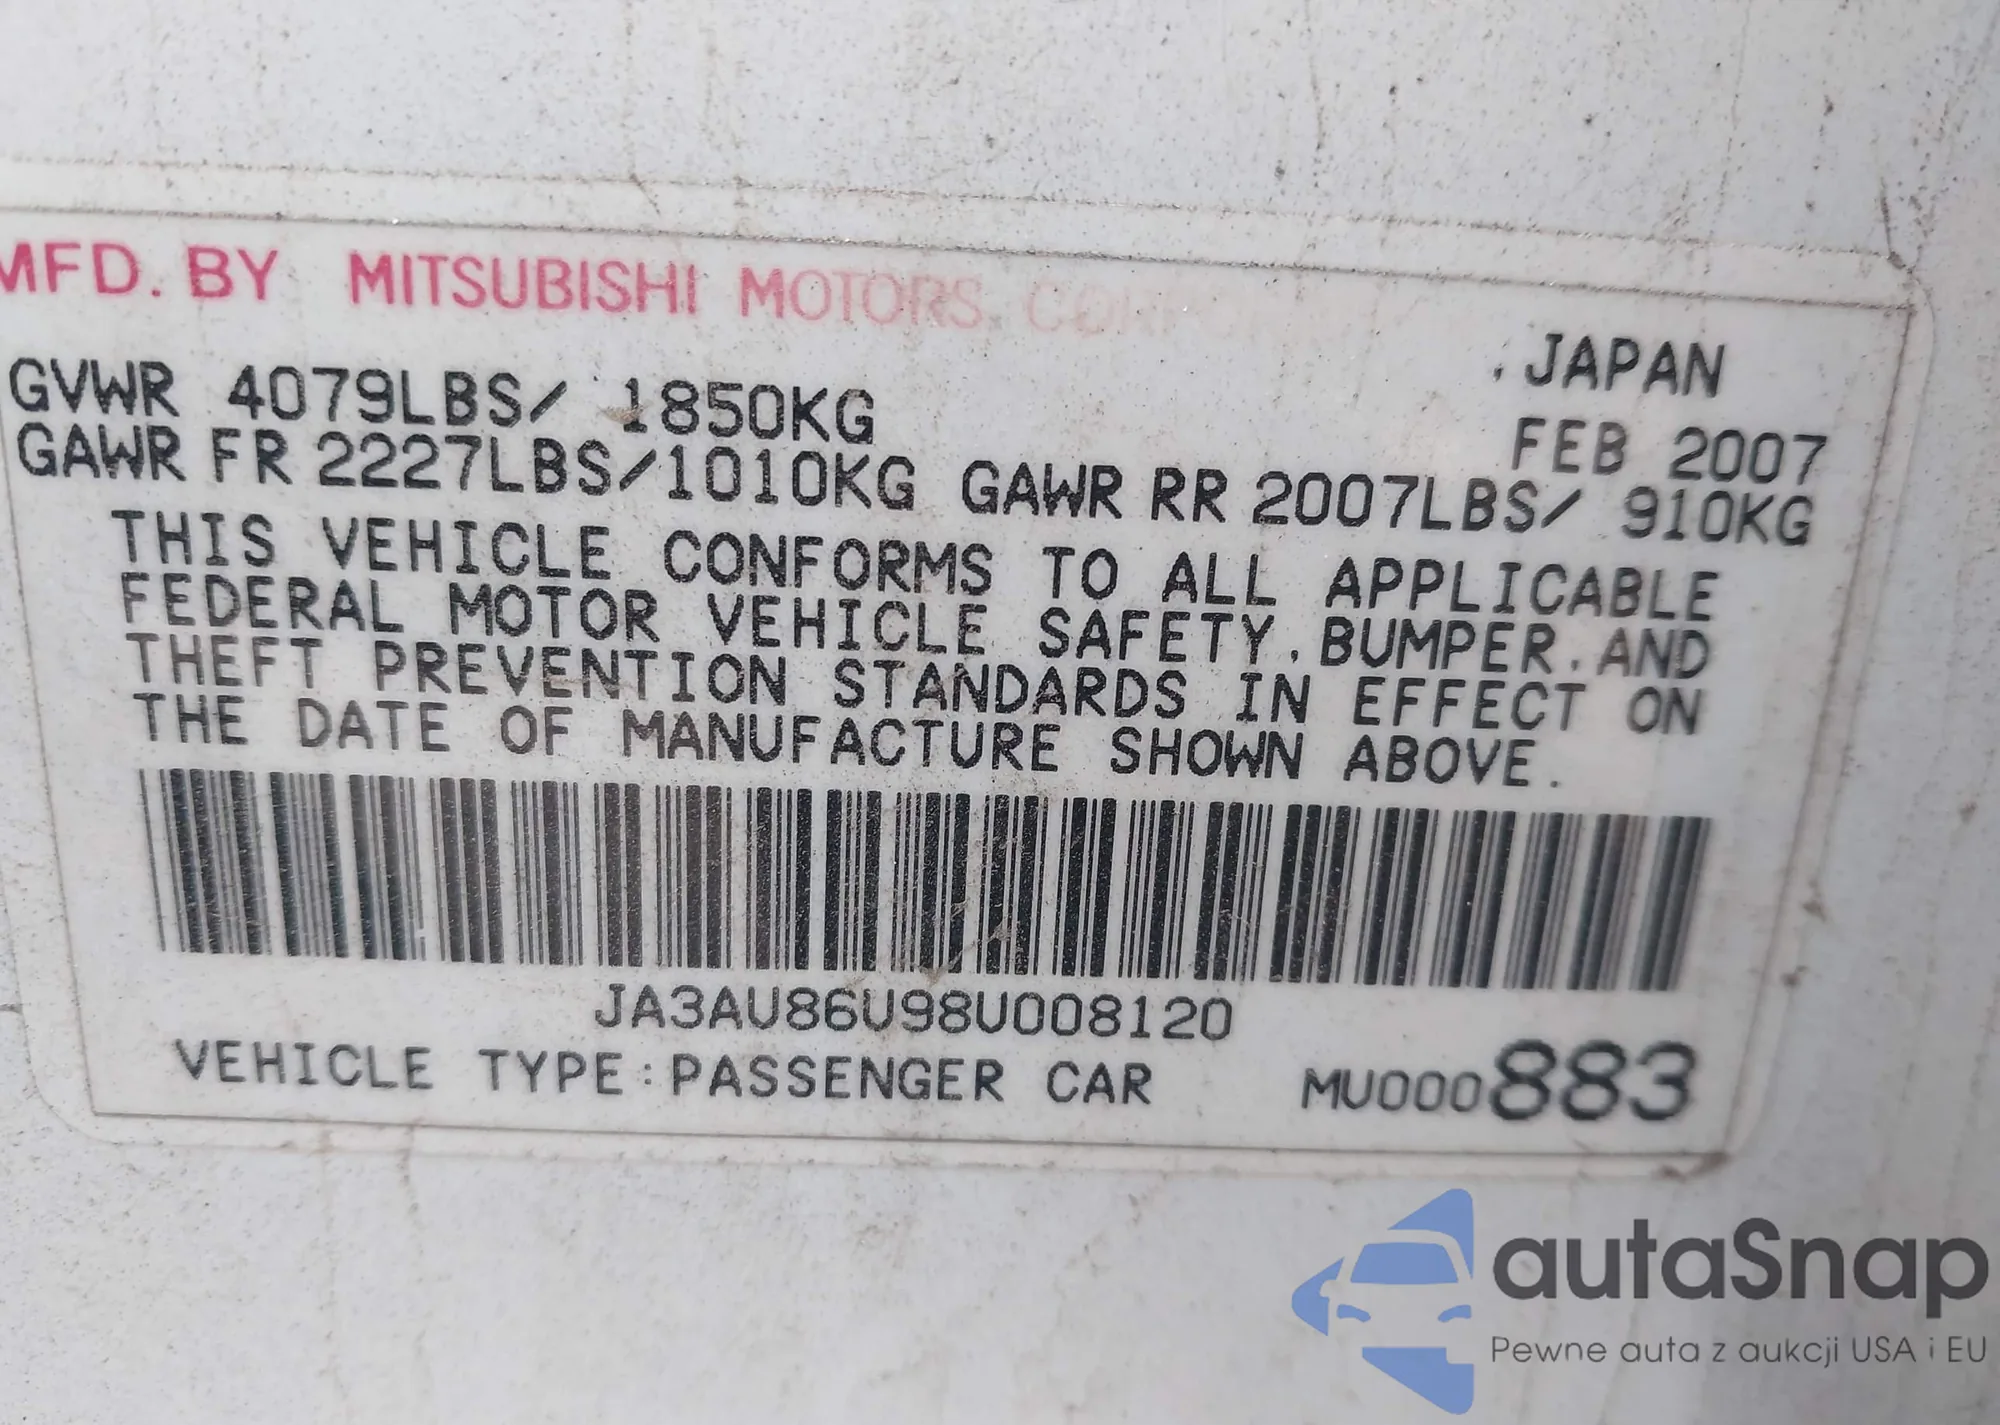 MFD. BY MITSUBISHI MOTORS
JAPAN
GVWR 4079LBS/ 1850KG FEB 2007
GAWR FR 2227LBS/1010KG GAWR RR 2007LBS/ 910KG
THIS VEHICLE CONFORMS TO ALL APPLICABLE
FEDERAL MOTOR VEHICLE SAFETY, BUMPER, AND
THEFT PREVENTION STANDARDS IN EFFECT ON
THE DATE OF MANUFACTURE SHOWN ABOVE.
JA3AU86U98U008120
VEHICLE TYPE:PASSENGER CAR MU000883
autaSnap
Pewne auta z aukcji USA i EU